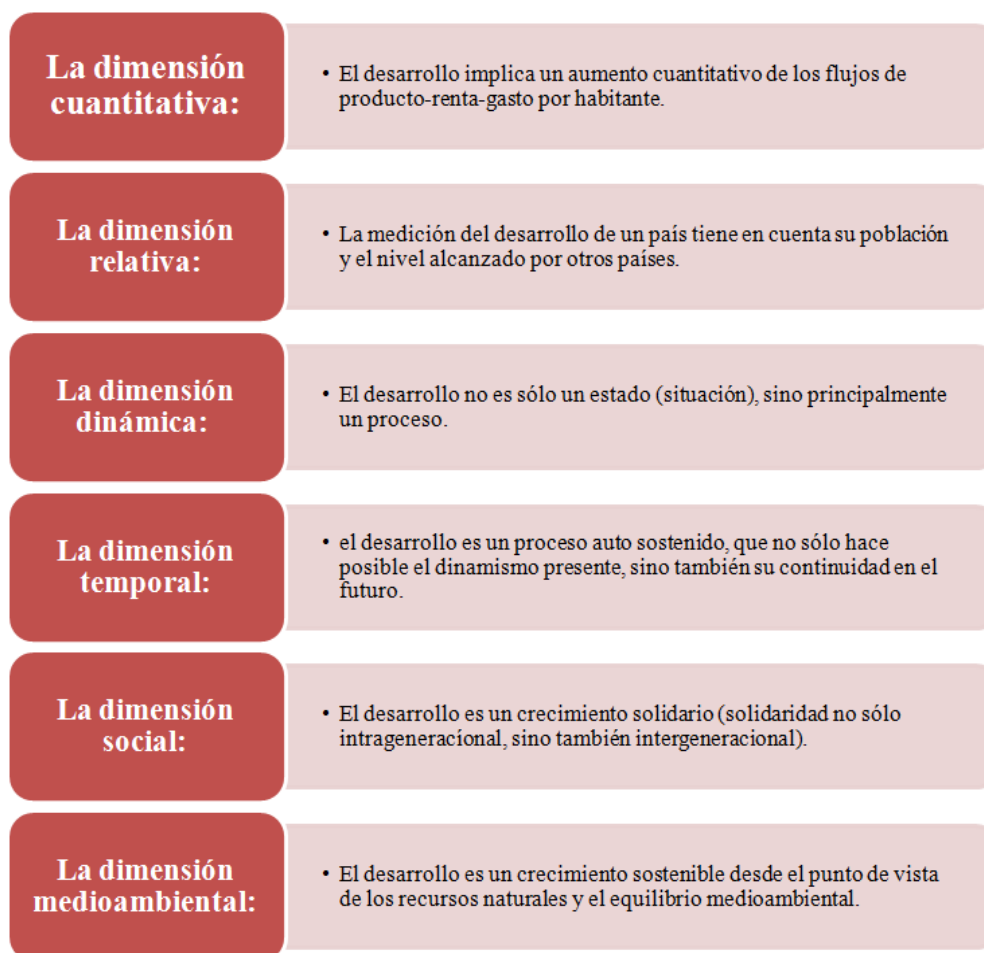 La dimensión
cuantitativa:
• El desarrollo implica un aumento cuantitativo de los flujos de
producto-renta-gasto por habitante.
La dimensión
relativa:
• La medición del desarrollo de un país tiene en cuenta su población
y el nivel alcanzado por otros países.
La dimensión
dinámica:
• El desarrollo no es sólo un estado (situación), sino principalmente
un proceso.
La dimensión
temporal:
• el desarrollo es un proceso auto sostenido, que no sólo hace
posible el dinamismo presente, sino también su continuidad en el
futuro.
La dimensión
social:
• El desarrollo es un crecimiento solidario (solidaridad no sólo
intrageneracíonal, sino también intergeneracional).
La dimensión
medioambiental:
• El desarrollo es un crecimiento sostenible desde el punto de vista
de los recursos naturales y el equilibrio medioambiental.